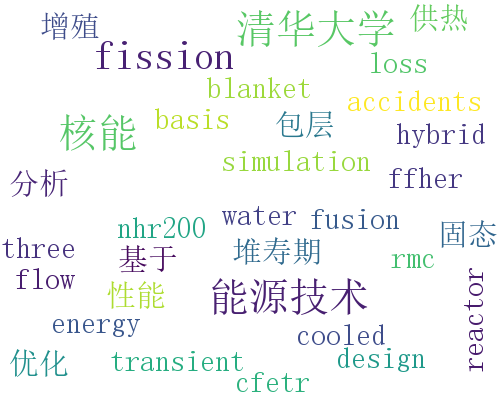 增殖
清华大学
供热
fission
loss
blanket
accidents
核能
basis
包层
hybrid
simulation
分析
ffher
nhr200
water
fusion
固态
three
基于
堆寿期
rmc
flow
性能
能源技术
reactor
energy
cooled
优化
transient
design
cfetr